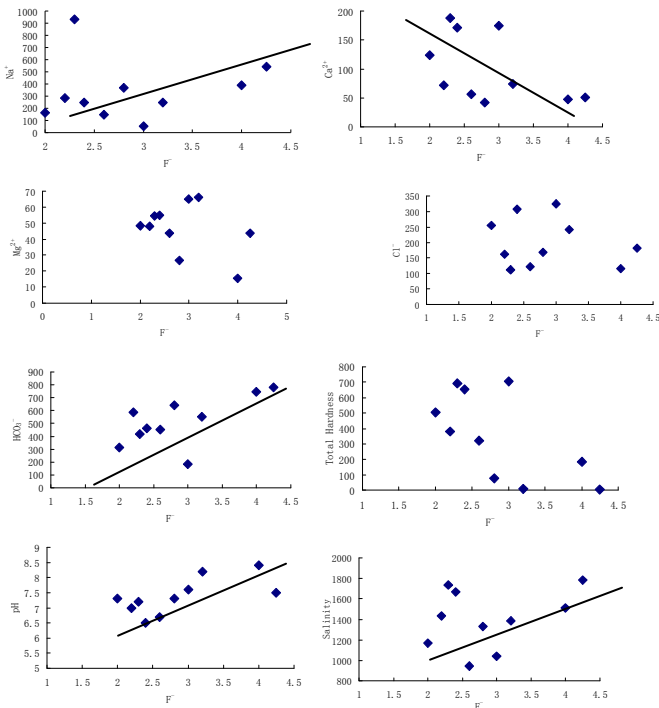 1000
900
800
700
600
500
400
300
200
100
0
Na⁺
2 2.5 3 3.5 4 4.5
F⁻
200
150
100
50
0
Ca²⁺
1 1.5 2 2.5 3 3.5 4 4.5 5
F⁻
70
60
50
40
30
20
10
0
Mg²⁺
0 1 2 3 4 5
F⁻
350
300
250
200
150
100
50
0
Cl⁻
1 1.5 2 2.5 3 3.5 4 4.5
F⁻
900
800
700
600
500
400
300
200
100
0
HCO₃⁻
1 1.5 2 2.5 3 3.5 4 4.5
F⁻
800
700
600
500
400
300
200
100
0
Total Hardness
1 1.5 2 2.5 3 3.5 4 4.5
F⁻
9
8.5
8
7.5
7
6.5
6
5.5
5
pH
1 1.5 2 2.5 3 3.5 4 4.5
F⁻
2000
1800
1600
1400
1200
1000
800
Salinity
1 1.5 2 2.5 3 3.5 4 4.5
F⁻